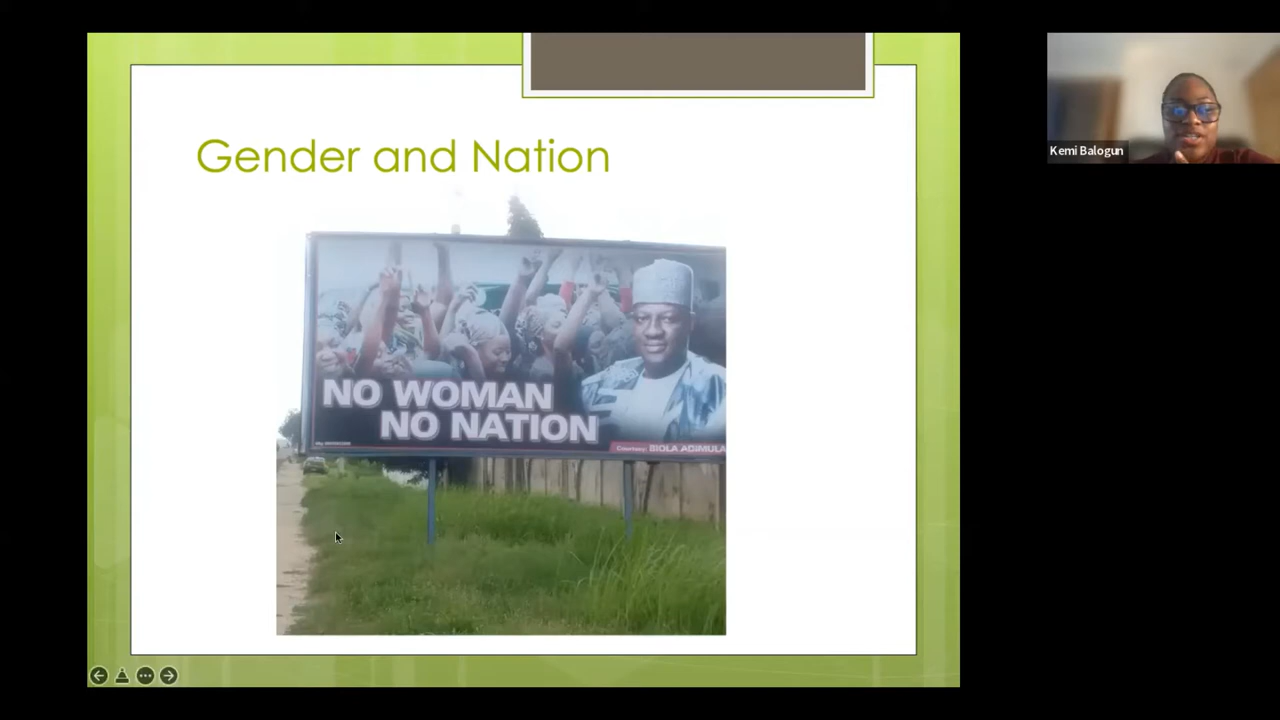 Gender and Nation
Kemi Balogun
NO WOMAN
NO NATION
Courtesy: BIOLA ADIMULA